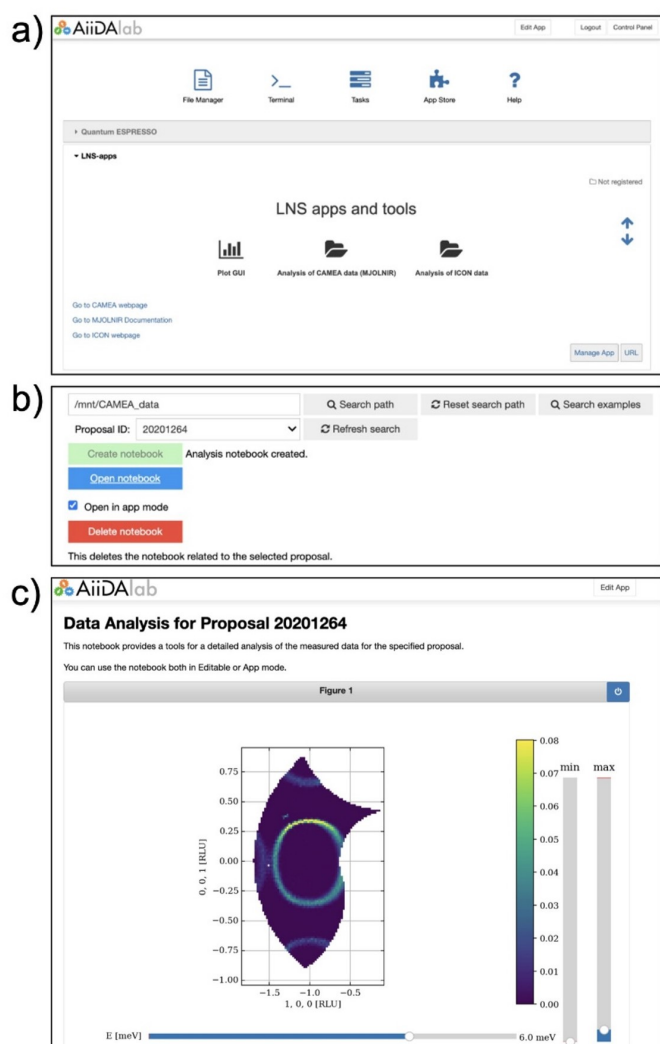 a)
AiiDAlab
Edit App Logout Control Panel
File Manager Terminal Tasks App Store Help
Quantum ESPRESSO
LNS-apps
Not registered
LNS apps and tools
Plot GUI Analysis of CAMEA data (MJOLNIR) Analysis of ICON data
Go to CAMEA webpage
Go to MJOLNIR Documentation
Go to ICON webpage
Manage App URL
b)
/mnt/CAMEA_data Search path Reset search path Search examples
Proposal ID: 20201264 Refresh search
Create notebook Analysis notebook created.
Open notebook
Open in app mode
Delete notebook
This deletes the notebook related to the selected proposal.
c)
AiiDAlab
Edit App
Data Analysis for Proposal 20201264
This notebook provides a tools for a detailed analysis of the measured data for the specified proposal.
You can use the notebook both in Editable or App mode.
Figure 1
min max
0.08
0.07
0.06
0.05
0.04
0.03
0.02
0.01
0.00
0, 0, 1 [RLU]
0.75
0.50
0.25
0.00
−0.25
−0.50
−0.75
−1.00
−1.5 −1.0 −0.5
1, 0, 0 [RLU]
E [meV] 6.0 meV